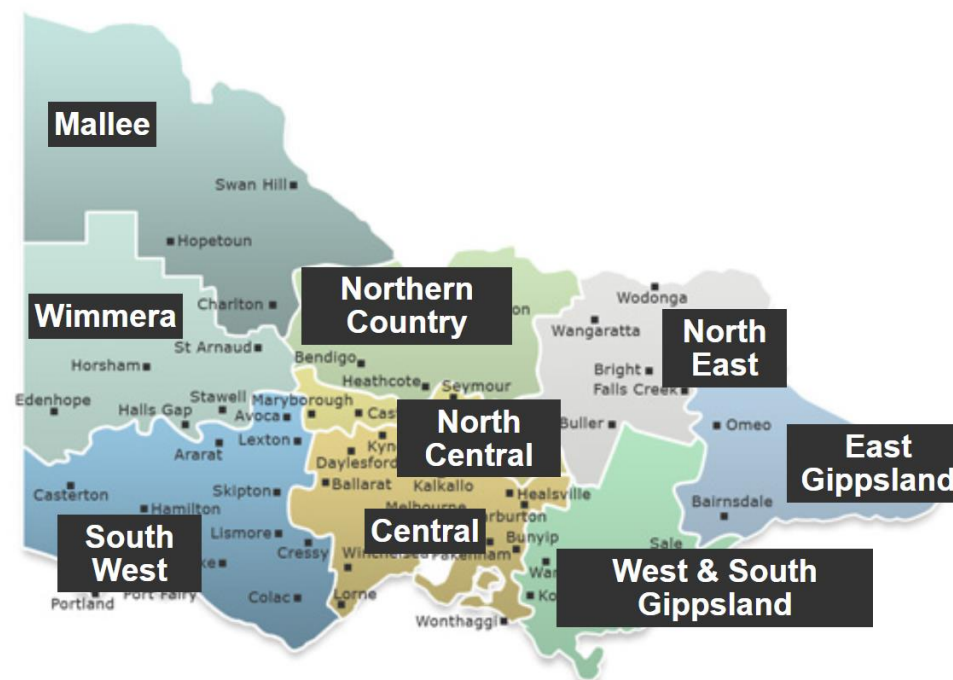 Mallee
Swan Hill
Hopetoun
Northern
Country
Charlton
Wodonga
Wimmera
Wangaratta
North
East
St Arnaud
Bendigo
Horsham
Bright
Heathcote
Seymour
Falls Creek
Edenhope
Stawell
Maryborough
Halls Gap
Avoca
North
Central
Buller
Omeo
Lexton
East
Gippsland
Ararat
Daylesford
Casterton
Ballarat
Kalkallo
Skipton
Healsville
Bairnsdale
Hamilton
Melbourne
South
West
Central
Lismore
Bunyip
Sale
Cressy
Pakenham
West & South
Gippsland
Portland
Port Fairy
Colac
Lorne
Wonthaggi